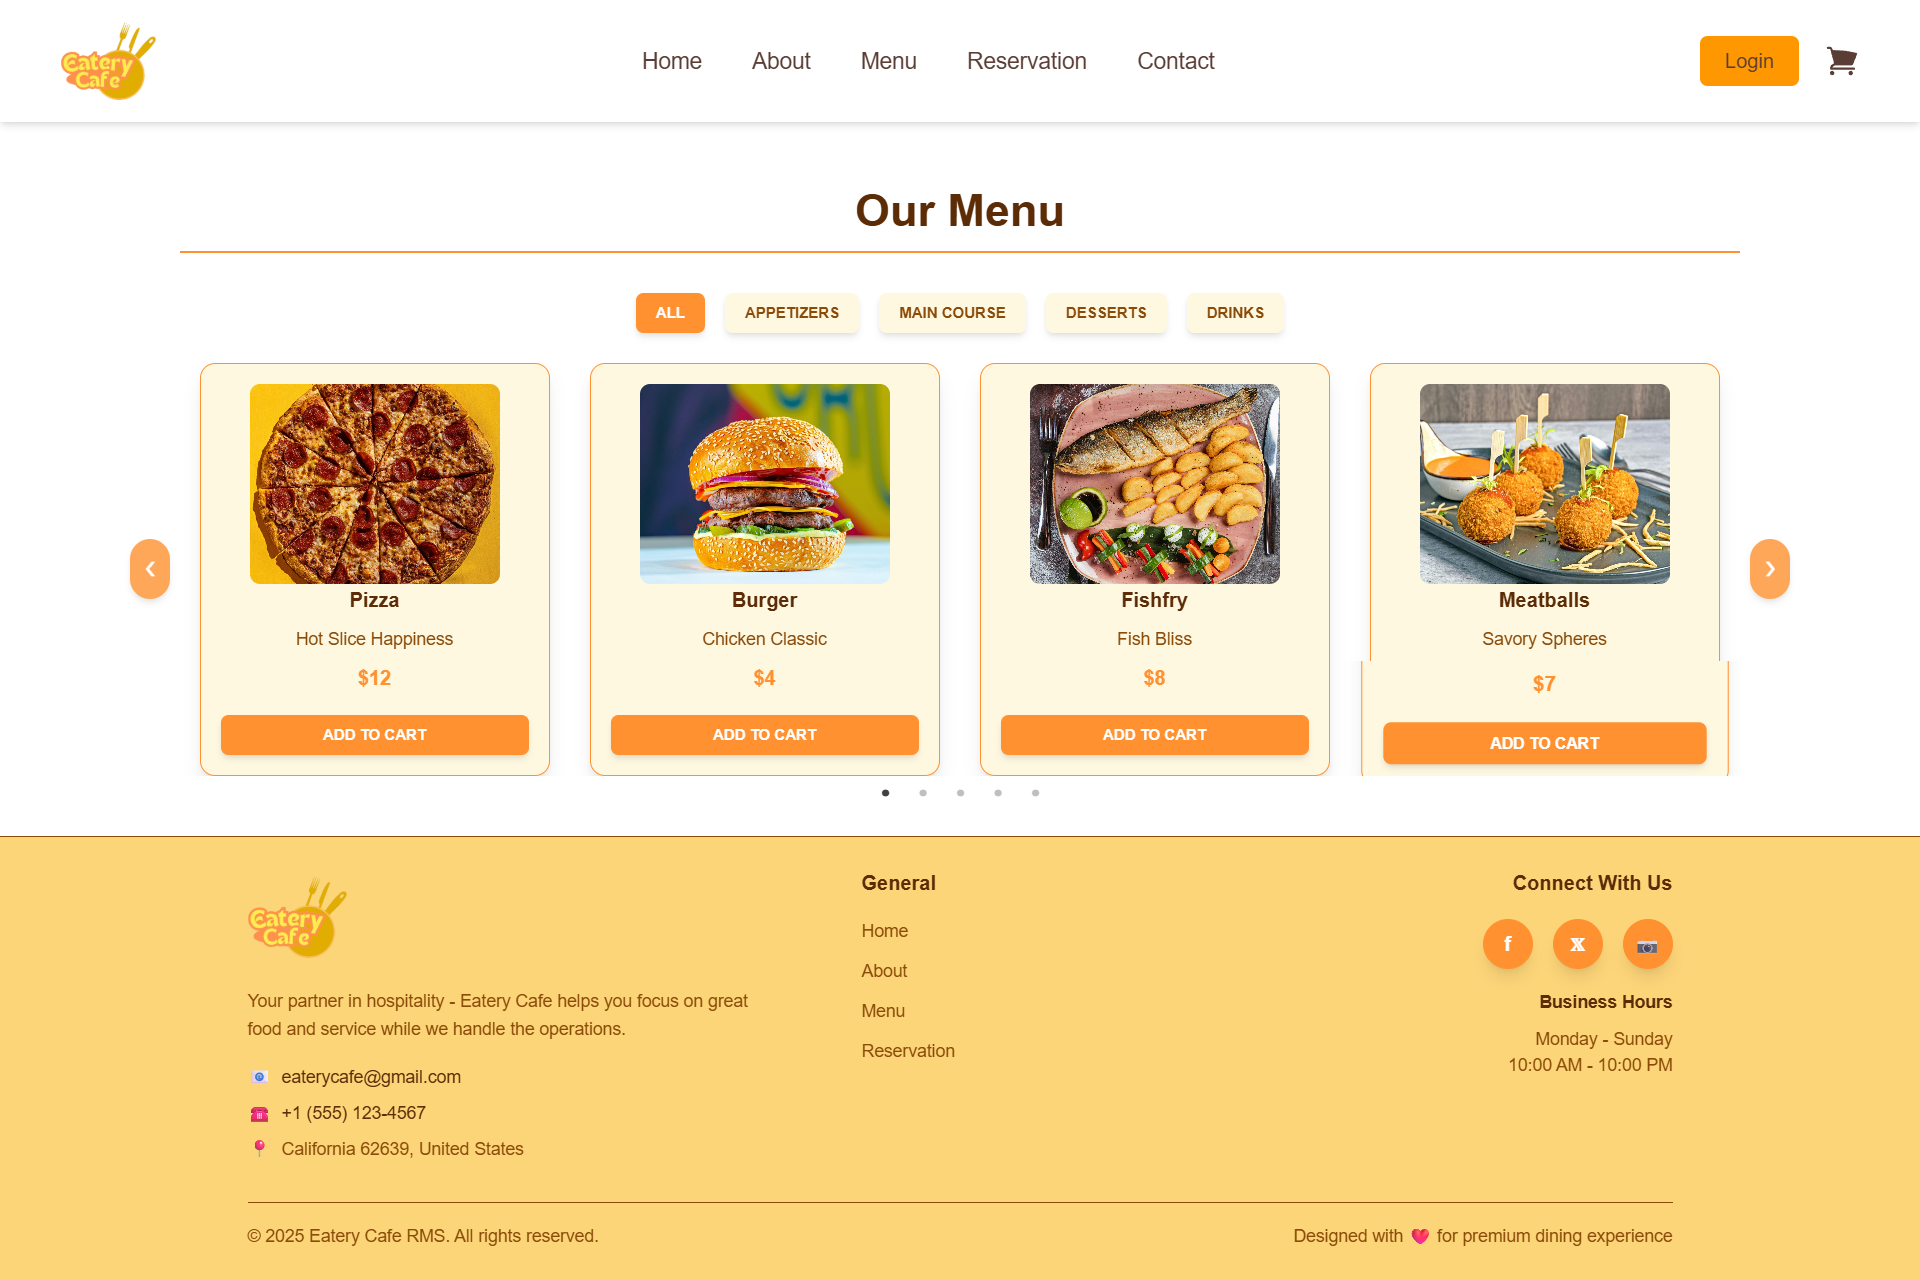 Eatery
Cafe
Home
About
Menu
Reservation
Contact
Login
Our Menu
ALL
APPETIZERS
MAIN COURSE
DESSERTS
DRINKS
‹
›
Pizza
Hot Slice Happiness
$12
ADD TO CART
Burger
Chicken Classic
$4
ADD TO CART
Fishfry
Fish Bliss
$8
ADD TO CART
Meatballs
Savory Spheres
$7
ADD TO CART
Eatery
Cafe
Your partner in hospitality - Eatery Cafe helps you focus on great
food and service while we handle the operations.
eaterycafe@gmail.com
+1 (555) 123-4567
California 62639, United States
General
Home
About
Menu
Reservation
Connect With Us
f
X
Business Hours
Monday - Sunday
10:00 AM - 10:00 PM
© 2025 Eatery Cafe RMS. All rights reserved.
Designed with ❤️ for premium dining experience